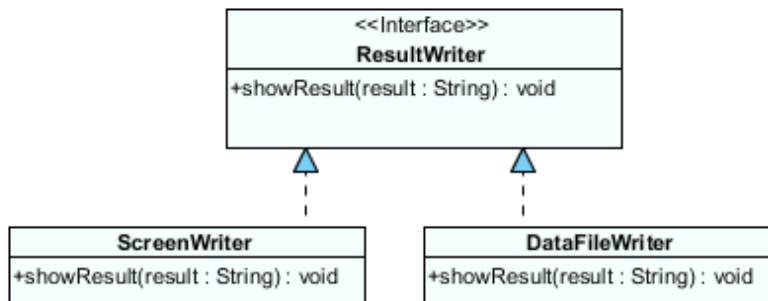 <<Interface>>
ResultWriter
+showResult(result : String) : void
ScreenWriter
+showResult(result : String) : void
DataFileWriter
+showResult(result : String) : void